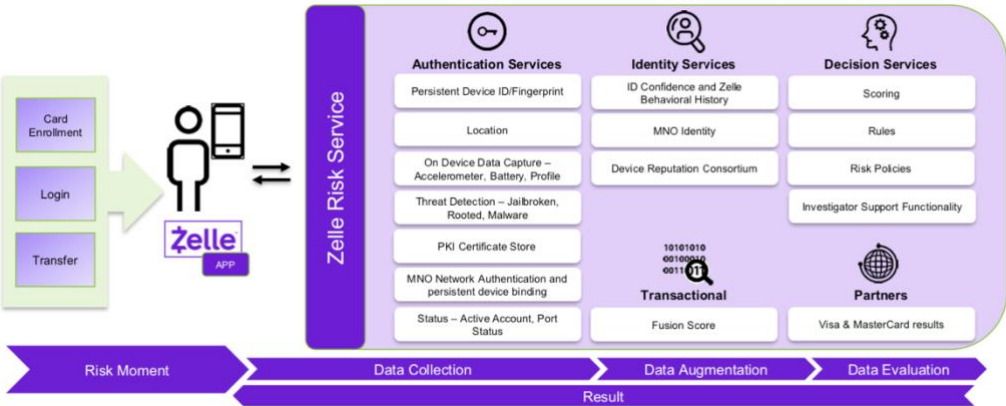 Card
Enrollment
Login
Transfer
Zelle
APP
Zelle Risk Service
Authentication Services
Persistent Device ID/Fingerprint
Location
On Device Data Capture –
Accelerometer, Battery, Profile
Threat Detection – Jailbroken,
Rooted, Malware
PKI Certificate Store
MNO Network Authentication and
persistent device binding
Status – Active Account, Port
Status
Identity Services
ID Confidence and Zelle
Behavioral History
MNO Identity
Device Reputation Consortium
10101010
00100010
0011011
Transactional
Fusion Score
Decision Services
Scoring
Rules
Risk Policies
Investigator Support Functionality
Partners
Visa & MasterCard results
Risk Moment
Data Collection
Data Augmentation
Data Evaluation
Result